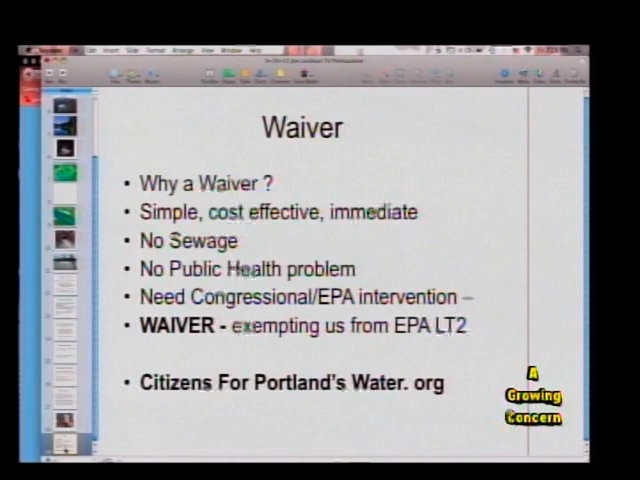 Waiver
• Why a Waiver ?
• Simple, cost effective, immediate
• No Sewage
• No Public Health problem
• Need Congressional/EPA intervention –
• WAIVER - exempting us from EPA LT2
• Citizens For Portland's Water. org
A
Growing
Concern